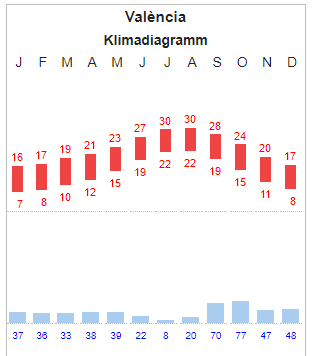 València
Klimadiagramm
J F M A M J J A S O N D
16 17 19 21 23 27 30 30 28 24 20 17
7 8 10 12 15 19 22 22 19 15 11 8
37 36 33 38 39 22 8 20 70 77 47 48